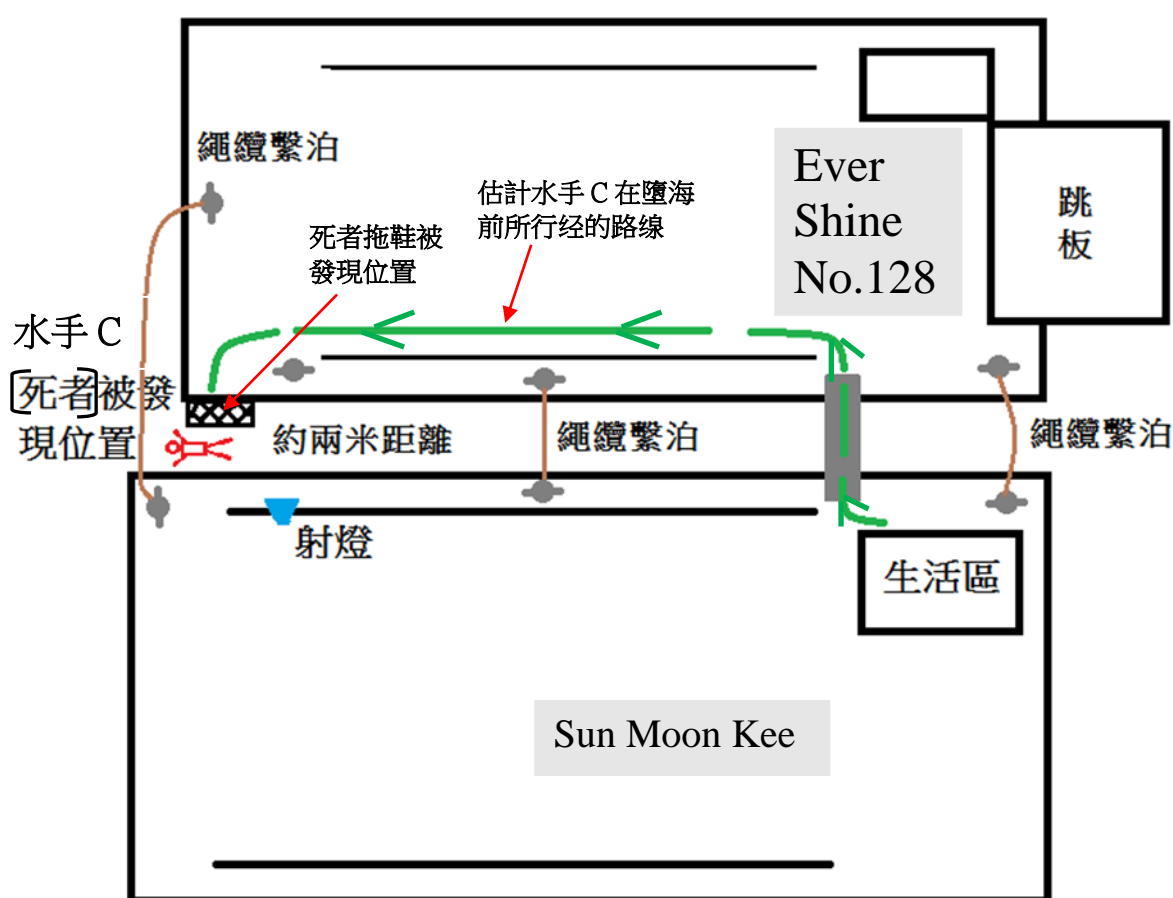 繩纜繫泊
估計水手 C 在墮海
前所行经的路线
死者拖鞋被
發現位置
Ever
Shine
No.128
跳
板
水手 C
[死者]被發
現位置
約兩米距離
繩纜繫泊
繩纜繫泊
射燈
生活區
Sun Moon Kee